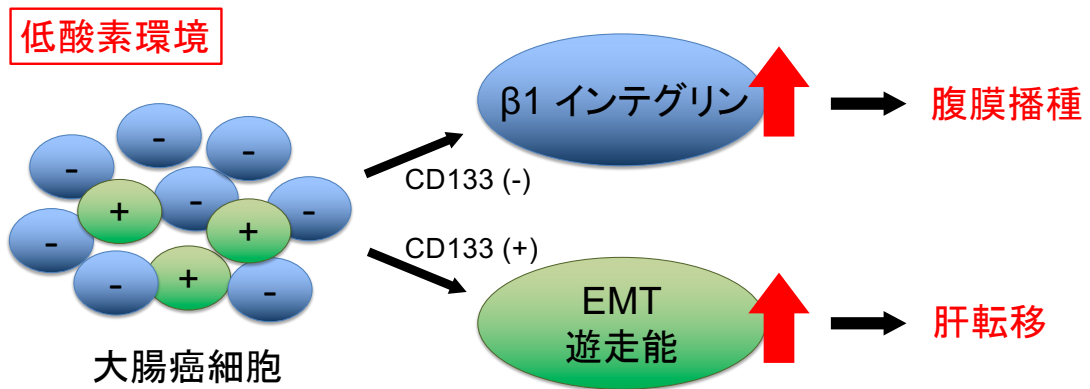 低酸素環境
β1 インテグリン
腹膜播種
-
-
-
-
+
-
-
+
-
+
-
-
CD133 (-)
CD133 (+)
EMT
遊走能
肝転移
大腸癌細胞